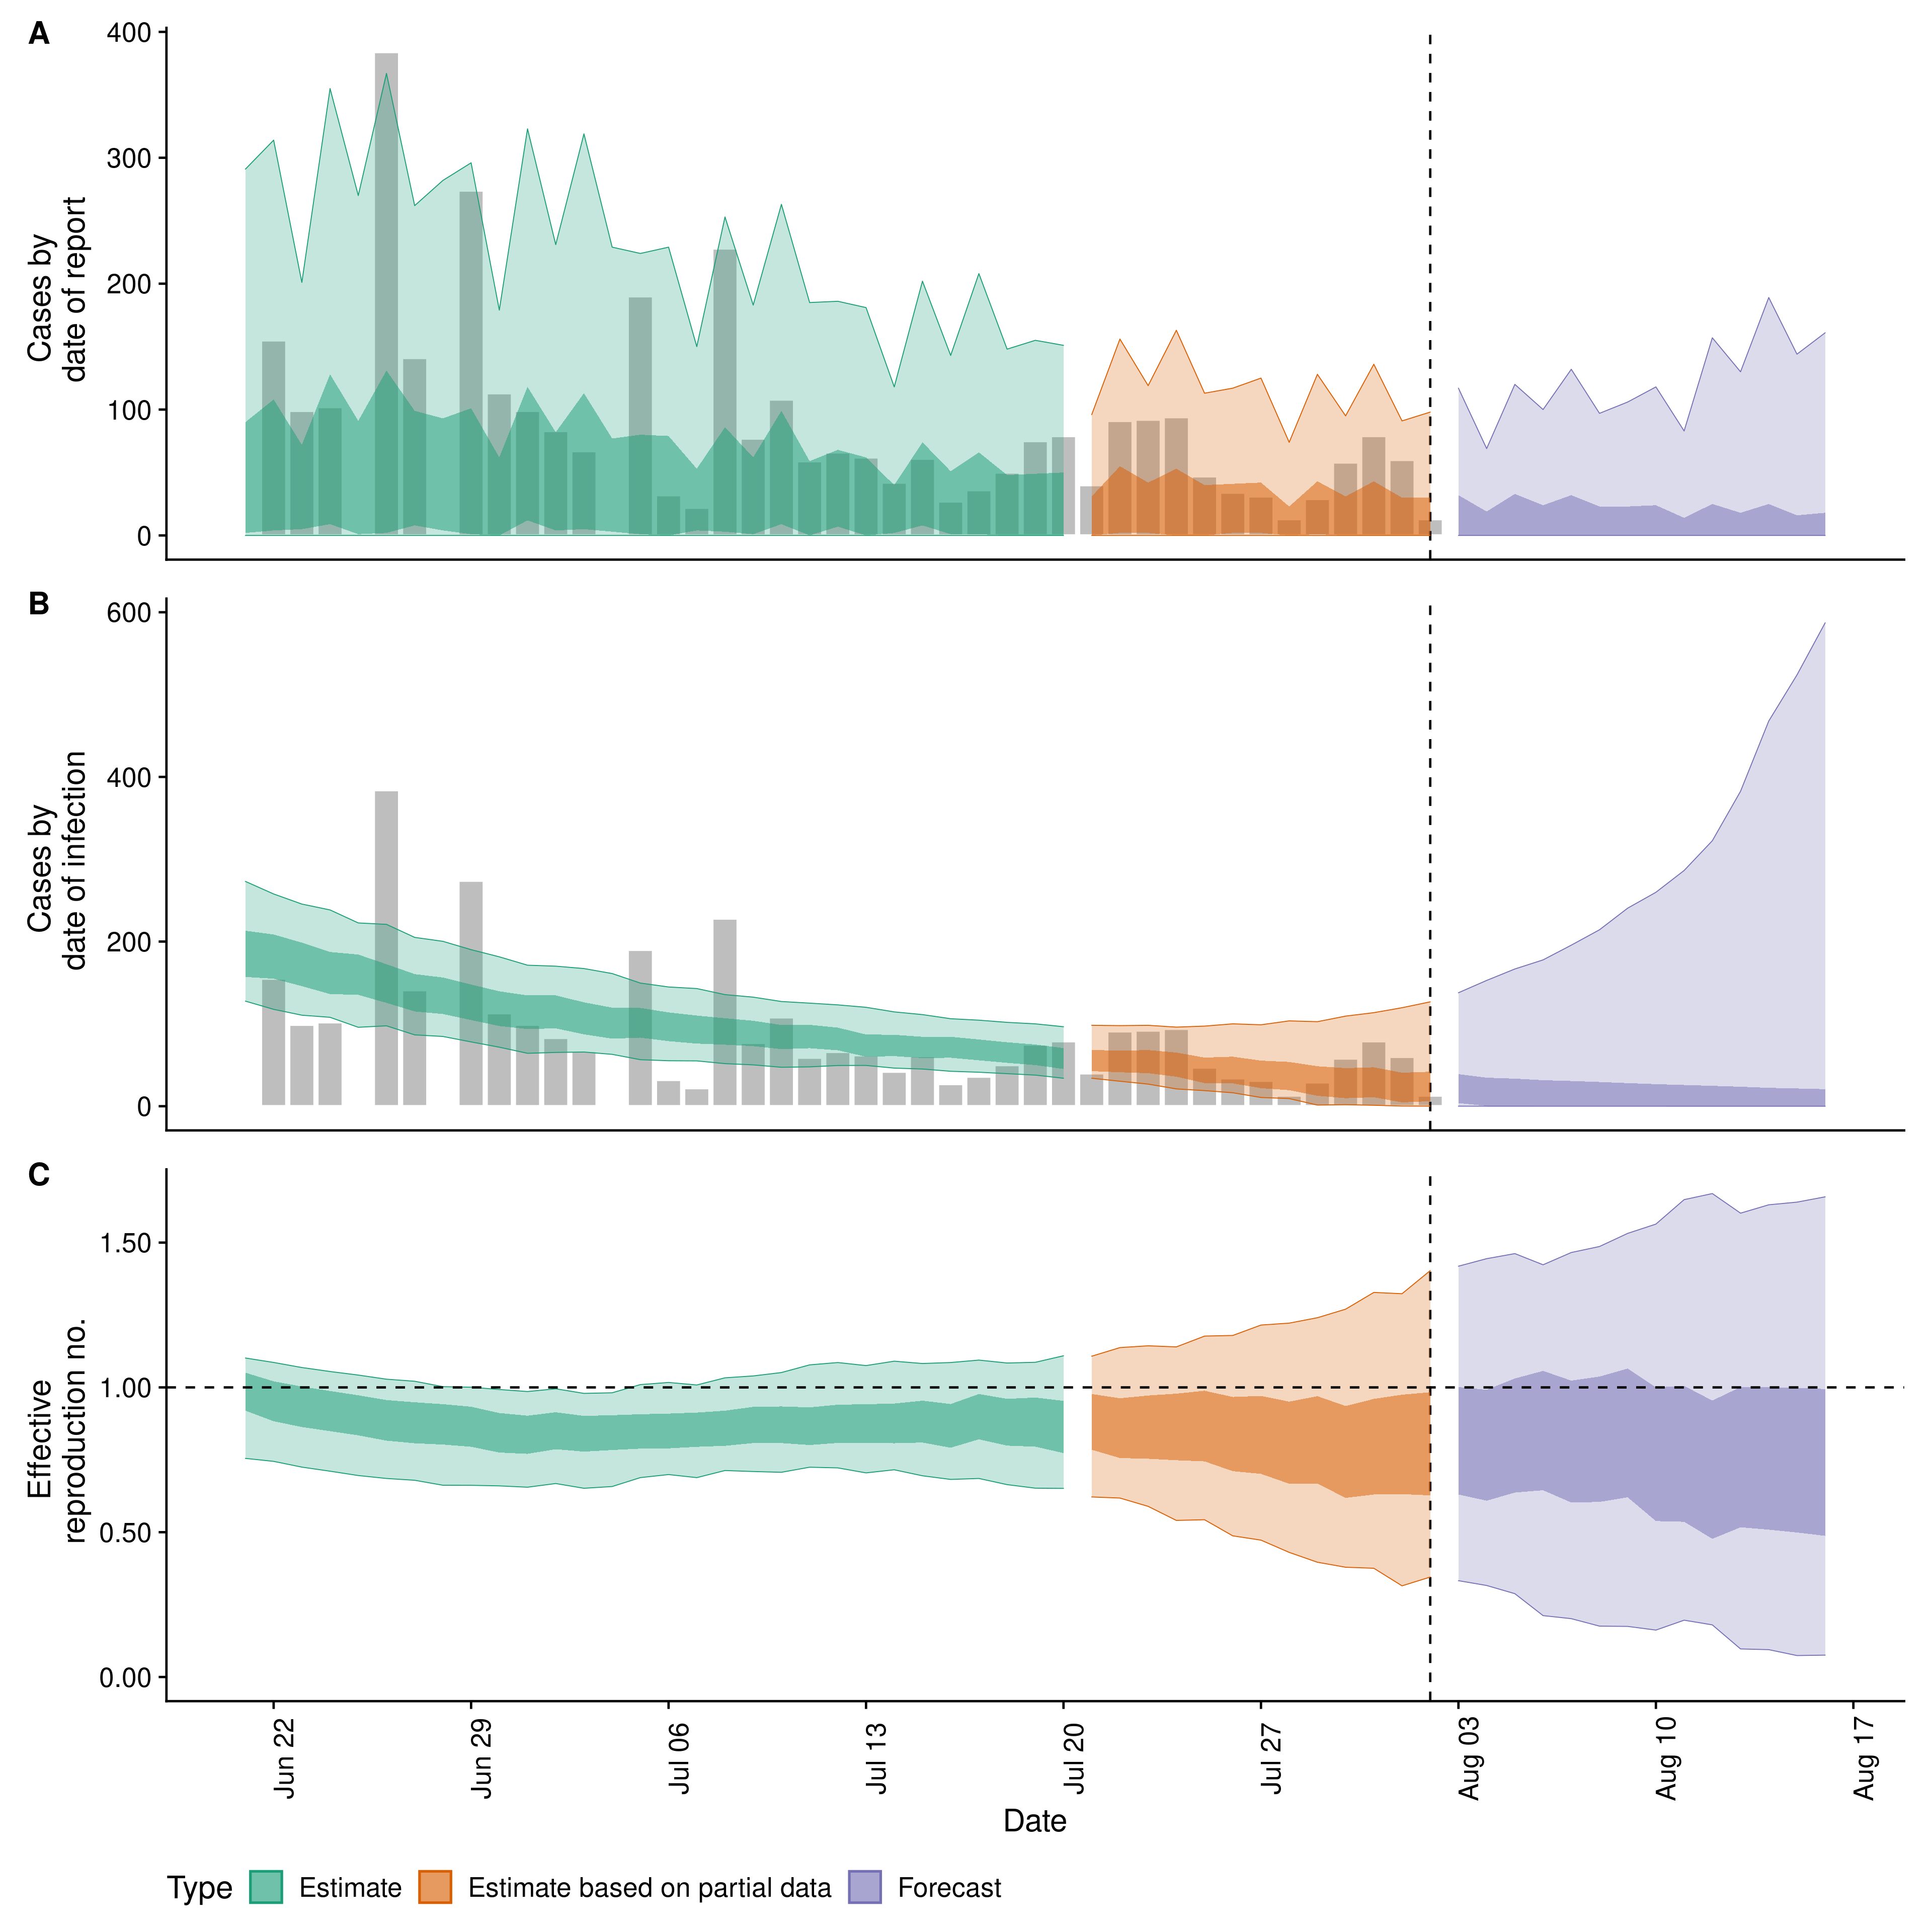 A
400
300
200
100
0
Cases by
date of report
B
600
400
200
0
Cases by
date of infection
C
1.50
1.00
0.50
0.00
Effective
reproduction no.
Jun 22
Jun 29
Jul 06
Jul 13
Jul 20
Jul 27
Aug 03
Aug 10
Aug 17
Date
Type
Estimate
Estimate based on partial data
Forecast